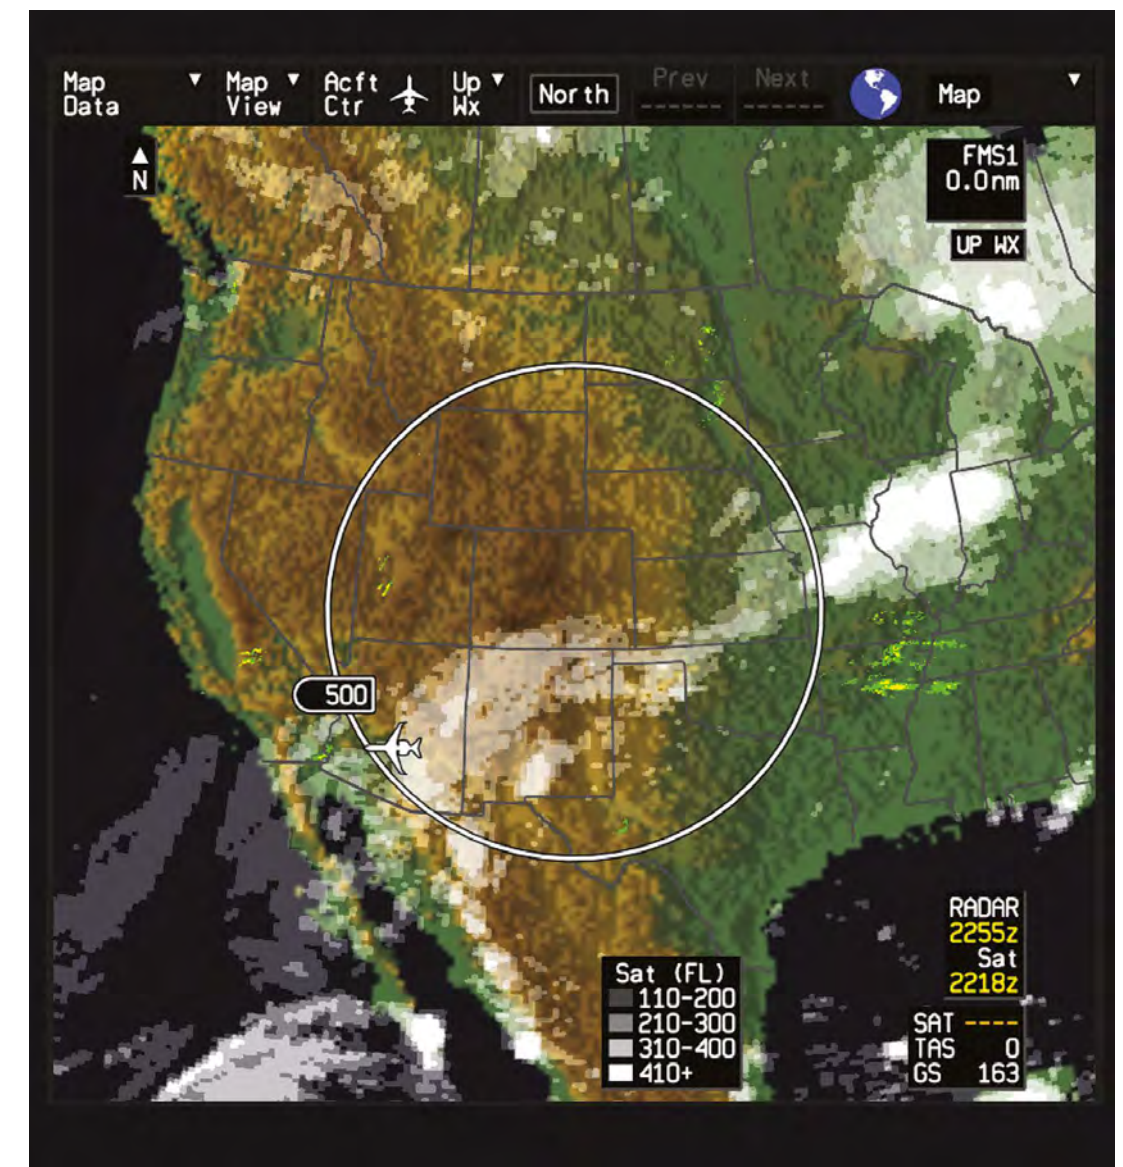 Map Data
Map View
Acft Ctr
Up Wx
North
Prev ------
Next ------
Map
N
FMS1
0.0nm
UP WX
500
RADAR
2255z
Sat
2218z
Sat (FL)
110-200
210-300
310-400
410+
SAT ----
TAS 0
GS 163